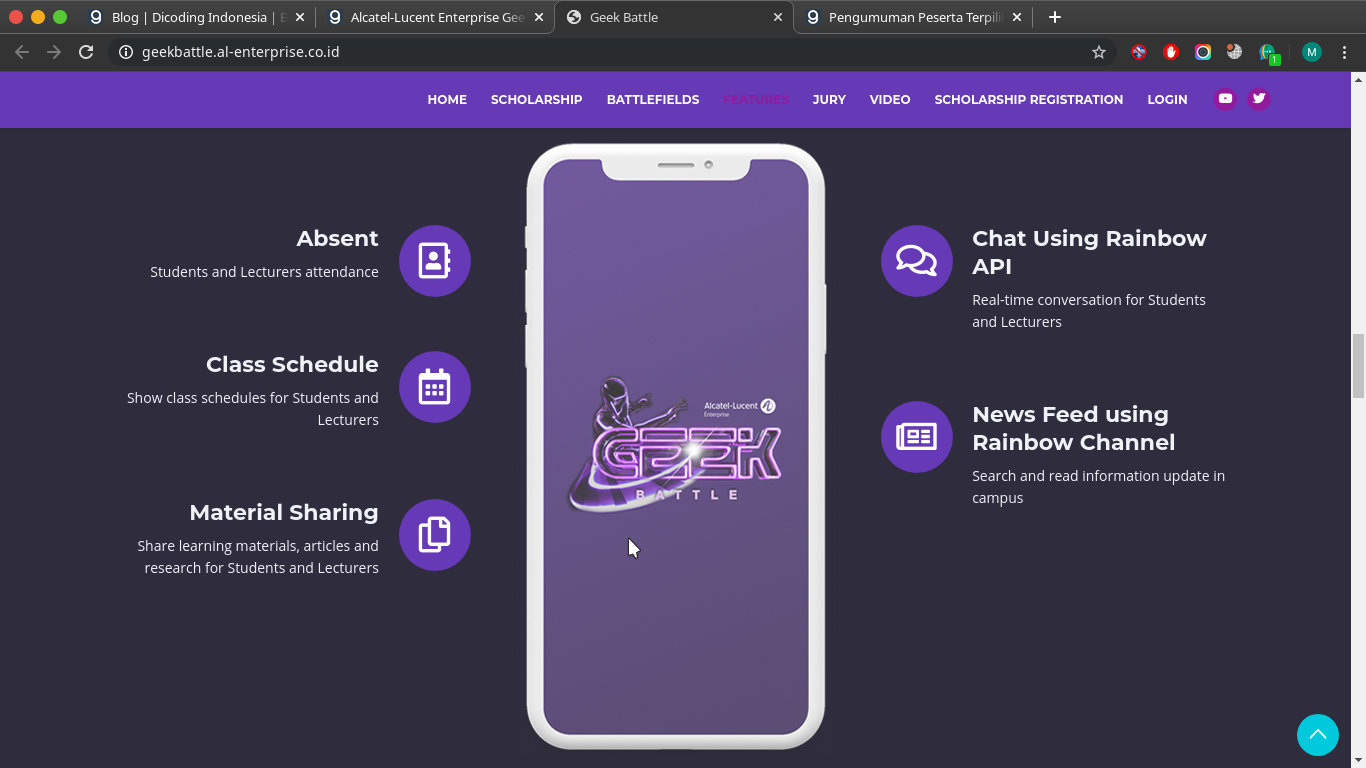 Blog | Dicoding Indonesia |
Alcatel-Lucent Enterprise Gee
Geek Battle
Pengumuman Peserta Terpili
geekbattle.al-enterprise.co.id
1
M
HOME SCHOLARSHIP BATTLEFIELDS FEATURES JURY VIDEO SCHOLARSHIP REGISTRATION LOGIN
Absent
Students and Lecturers attendance
Class Schedule
Show class schedules for Students and
Lecturers
Material Sharing
Share learning materials, articles and
research for Students and Lecturers
Alcatel-Lucent
Enterprise
GEEK
BATTLE
Chat Using Rainbow
API
Real-time conversation for Students
and Lecturers
News Feed using
Rainbow Channel
Search and read information update in
campus